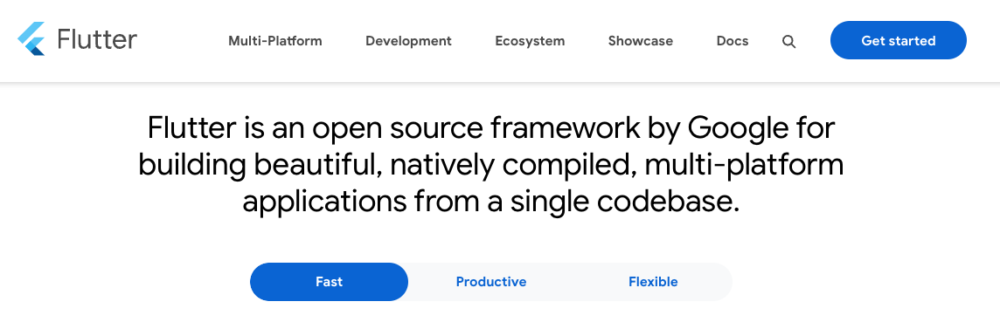 Flutter Multi-Platform Development Ecosystem Showcase Docs Get started
Flutter is an open source framework by Google for
building beautiful, natively compiled, multi-platform
applications from a single codebase.
Fast Productive Flexible